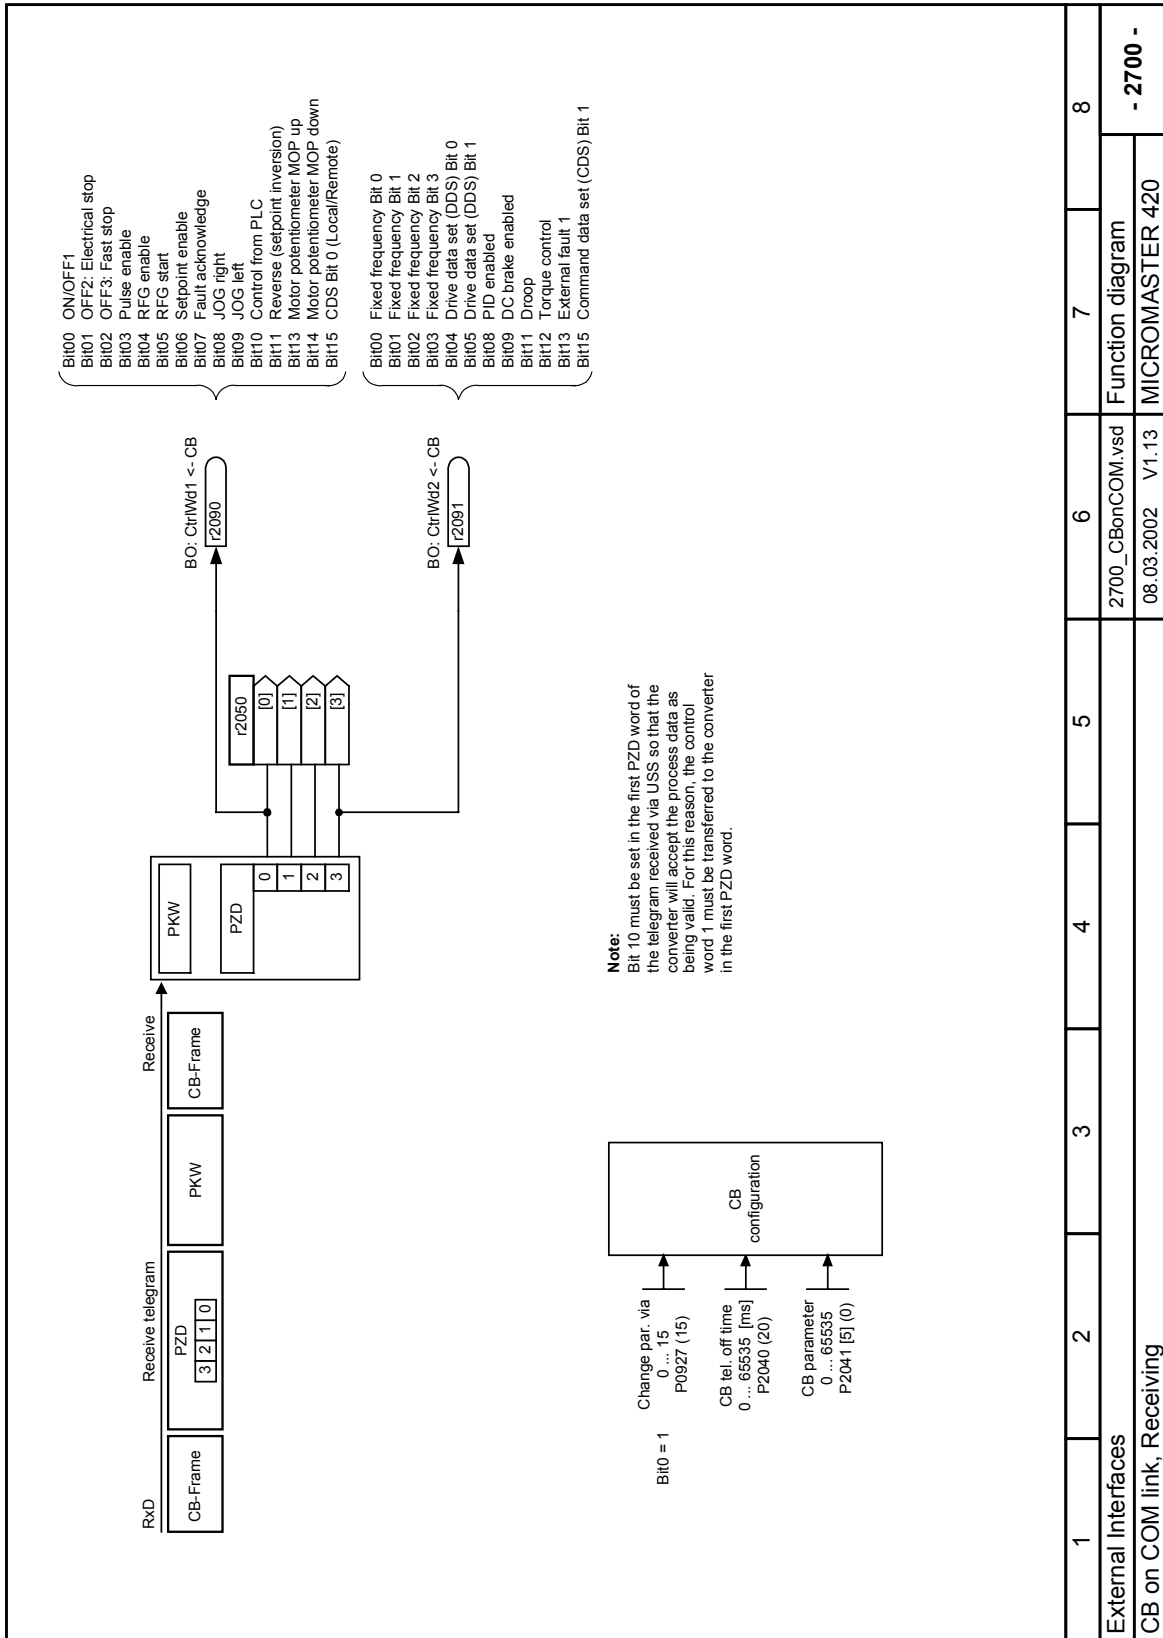 RxD
Receive telegram
Receive
CB-Frame
PZD
3 2 1 0
PKW
CB-Frame
PKW
PZD
0
1
2
3
r2050
[0]
[1]
[2]
[3]
BO: CtrlWd1 <- CB
r2090
Bit00 ON/OFF1
Bit01 OFF2: Electrical stop
Bit02 OFF3: Fast stop
Bit03 Pulse enable
Bit04 RFG enable
Bit05 RFG start
Bit06 Setpoint enable
Bit07 Fault acknowledge
Bit08 JOG right
Bit09 JOG left
Bit10 Control from PLC
Bit11 Reverse (setpoint inversion)
Bit13 Motor potentiometer MOP up
Bit14 Motor potentiometer MOP down
Bit15 CDS Bit 0 (Local/Remote)
BO: CtrlWd2 <- CB
r2091
Bit00 Fixed frequency Bit 0
Bit01 Fixed frequency Bit 1
Bit02 Fixed frequency Bit 2
Bit03 Fixed frequency Bit 3
Bit04 Drive data set (DDS) Bit 0
Bit05 Drive data set (DDS) Bit 1
Bit08 PID enabled
Bit09 DC brake enabled
Bit11 Droop
Bit12 Torque control
Bit13 External fault 1
Bit15 Command data set (CDS) Bit 1
Bit0 = 1
Change par. via
0 ... 15
P0927 (15)
CB tel. off time
0 ... 65535 [ms]
P2040 (20)
CB parameter
0 ... 65535
P2041 [5] (0)
CB
configuration
Note:
Bit 10 must be set in the first PZD word of
the telegram received via USS so that the
converter will accept the process data as
being valid. For this reason, the control
word 1 must be transferred to the converter
in the first PZD word.
1 2 3 4 5 6 7 8
External Interfaces
2700_CBonCOM.vsd
Function diagram
- 2700 -
CB on COM link, Receiving
08.03.2002 V1.13
MICROMASTER 420